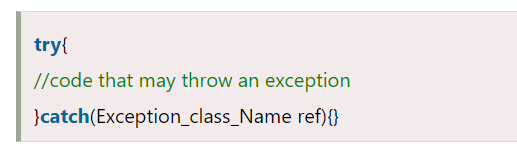 try{
//code that may throw an exception
}catch(Exception_class_Name ref){}